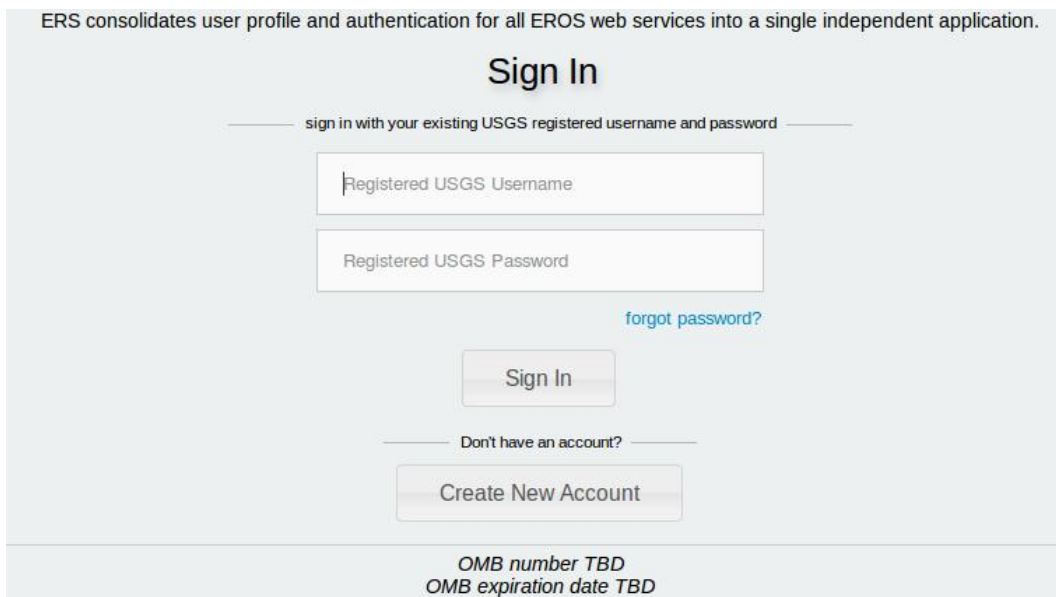 ERS consolidates user profile and authentication for all EROS web services into a single independent application.
Sign In
sign in with your existing USGS registered username and password
Registered USGS Username
Registered USGS Password
forgot password?
Sign In
Don't have an account?
Create New Account
OMB number TBD
OMB expiration date TBD